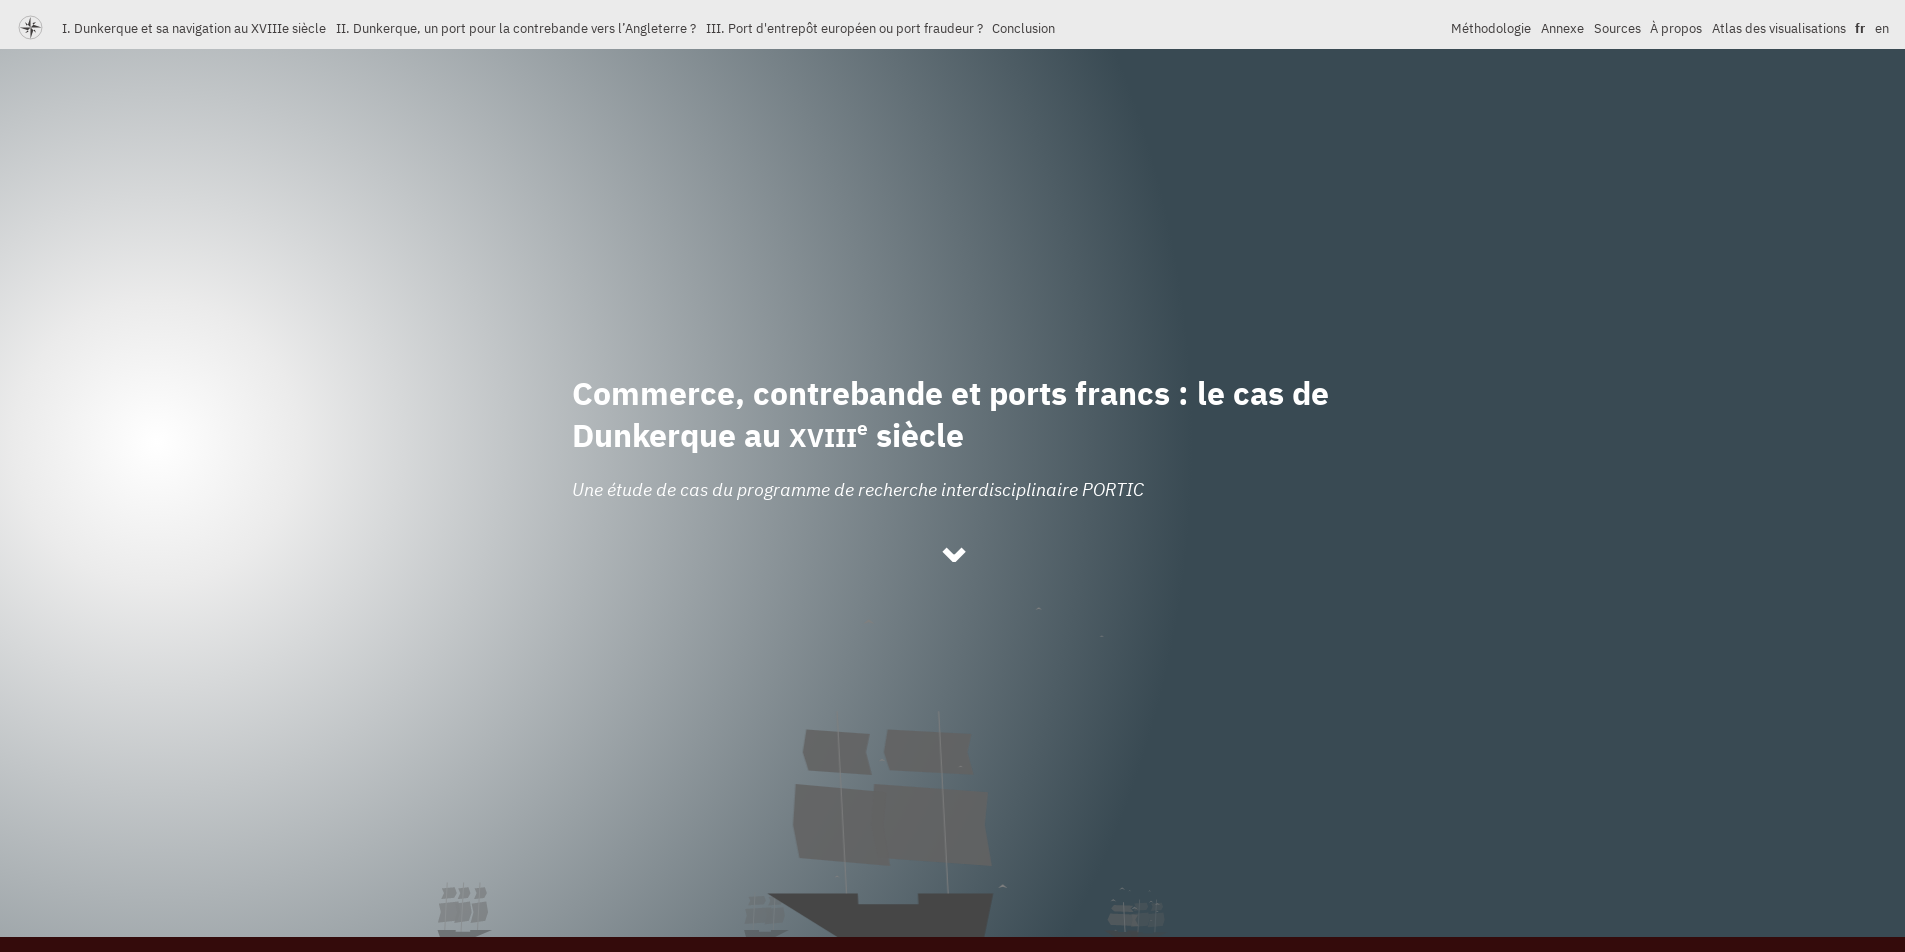 I. Dunkerque et sa navigation au XVIIIe siècle II. Dunkerque, un port pour la contrebande vers l’Angleterre ? III. Port d'entrepôt européen ou port fraudeur ? Conclusion Méthodologie Annexe Sources À propos Atlas des visualisations fr en
Commerce, contrebande et ports francs : le cas de
Dunkerque au XVIIIe siècle
Une étude de cas du programme de recherche interdisciplinaire PORTIC